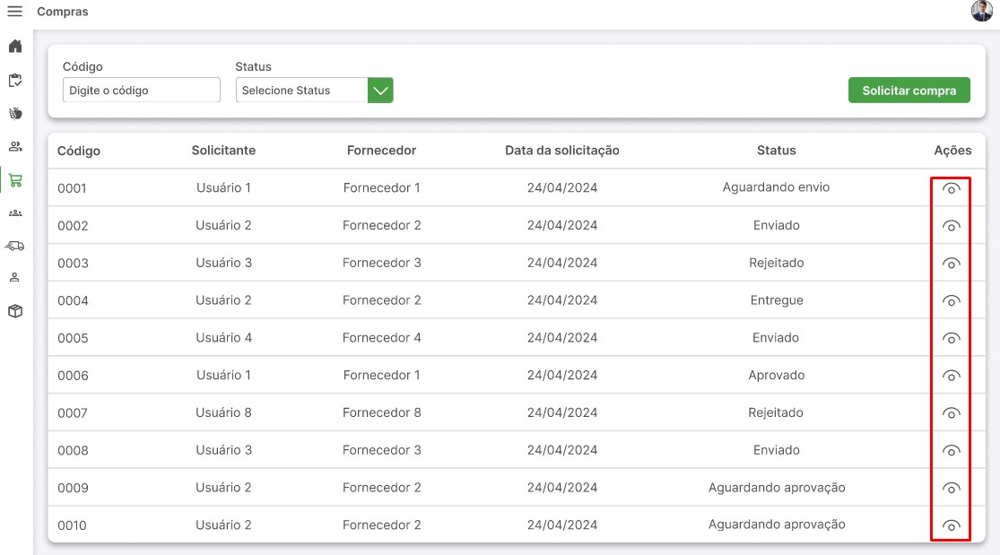 Compras
Código Status
Digite o código Selecione Status Solicitar compra
Código Solicitante Fornecedor Data da solicitação Status Ações
0001 Usuário 1 Fornecedor 1 24/04/2024 Aguardando envio
0002 Usuário 2 Fornecedor 2 24/04/2024 Enviado
0003 Usuário 3 Fornecedor 3 24/04/2024 Rejeitado
0004 Usuário 2 Fornecedor 2 24/04/2024 Entregue
0005 Usuário 4 Fornecedor 4 24/04/2024 Enviado
0006 Usuário 1 Fornecedor 1 24/04/2024 Aprovado
0007 Usuário 8 Fornecedor 8 24/04/2024 Rejeitado
0008 Usuário 3 Fornecedor 3 24/04/2024 Enviado
0009 Usuário 2 Fornecedor 2 24/04/2024 Aguardando aprovação
0010 Usuário 2 Fornecedor 2 24/04/2024 Aguardando aprovação